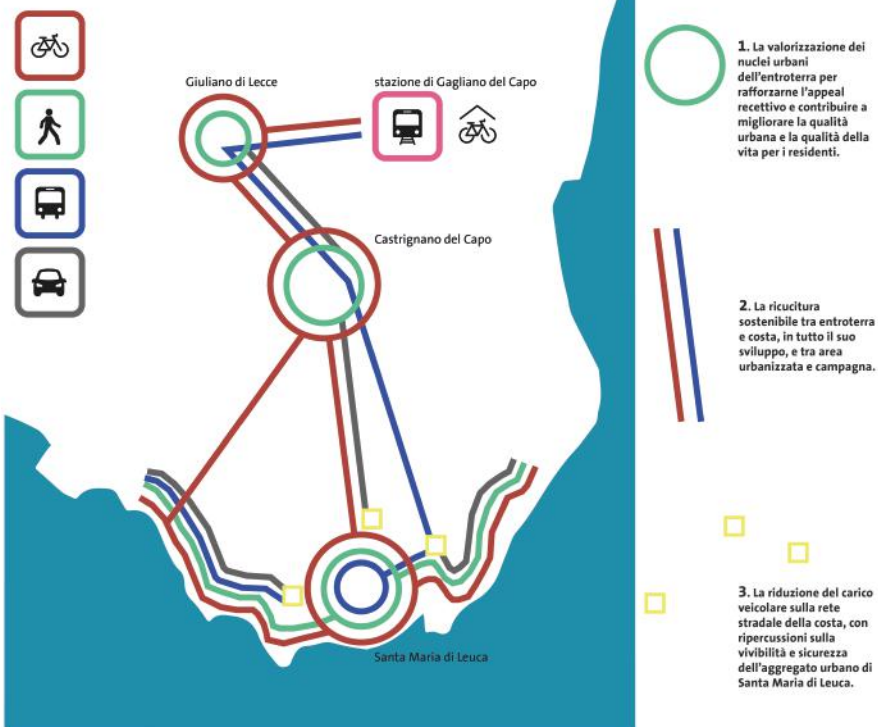 Giuliano di Lecce
stazione di Gagliano del Capo
Castrignano del Capo
Santa Maria di Leuca
1. La valorizzazione dei
nuclei urbani
dell’entroterra per
rafforzarne l’appeal
recettivo e contribuire a
migliorare la qualità
urbana e la qualità della
vita per i residenti.
2. La ricucitura
sostenibile tra entroterra
e costa, in tutto il suo
sviluppo, e tra area
urbanizzata e campagna.
3. La riduzione del carico
veicolare sulla rete
stradale della costa, con
ripercussioni sulla
vivibilità e sicurezza
dell’aggregato urbano di
Santa Maria di Leuca.